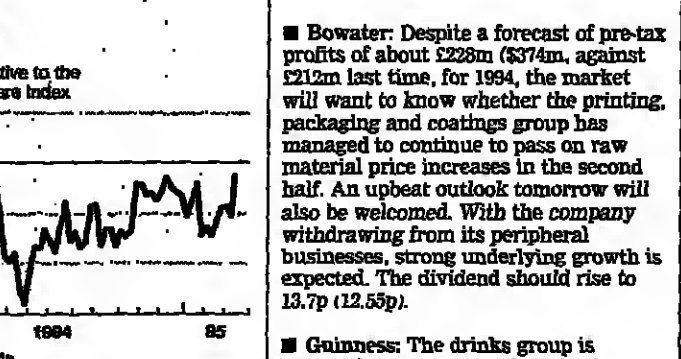 tive to the
are Index
1994 95
■ Bowater: Despite a forecast of pre-tax
profits of about £228m ($374m, against
£212m last time, for 1994, the market
will want to know whether the printing,
packaging and coatings group has
managed to continue to pass on raw
material price increases in the second
half. An upbeat outlook tomorrow will
also be welcomed. With the company
withdrawing from its peripheral
businesses, strong underlying growth is
expected. The dividend should rise to
13.7p (12.55p).
■ Guinness: The drinks group is